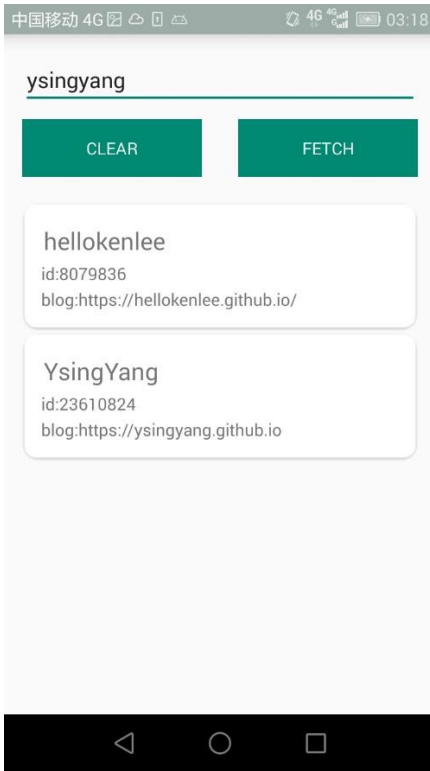 中国移动 4G 4G 4G 03:18
ysingyang
CLEAR FETCH
hellokenlee
id:8079836
blog:https://hellokenlee.github.io/
YsingYang
id:23610824
blog:https://ysingyang.github.io